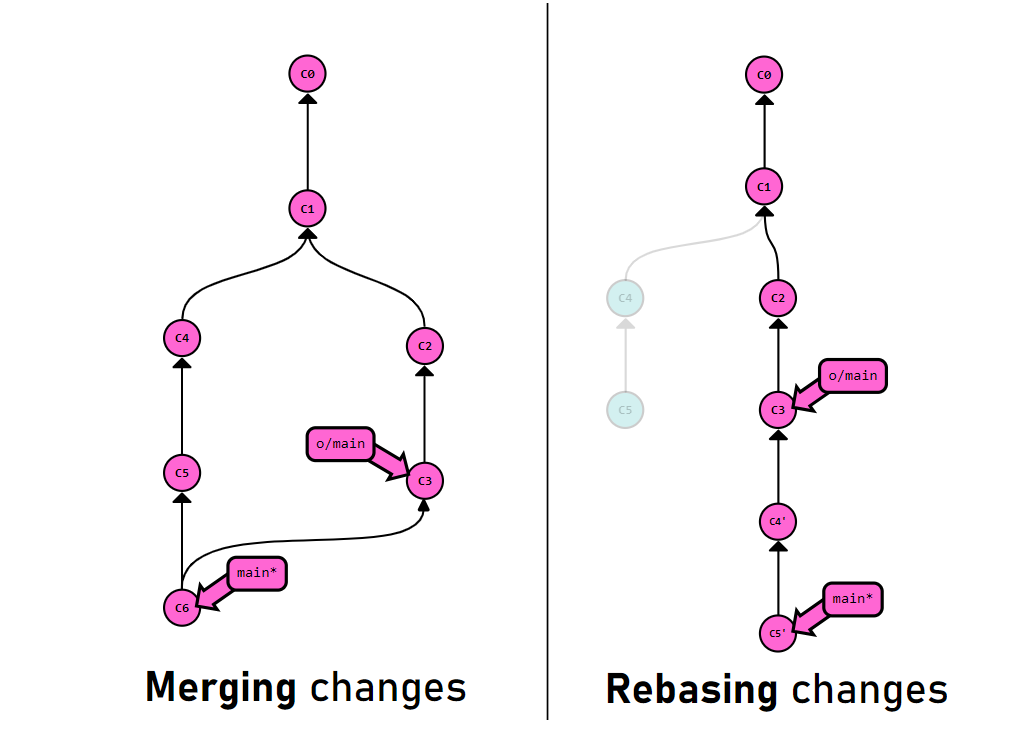 C0
C1
C4
C2
C5
o/main
C3
C6
main*
Merging changes
C0
C1
C4
C2
C5
C3
o/main
C4'
C5'
main*
Rebasing changes